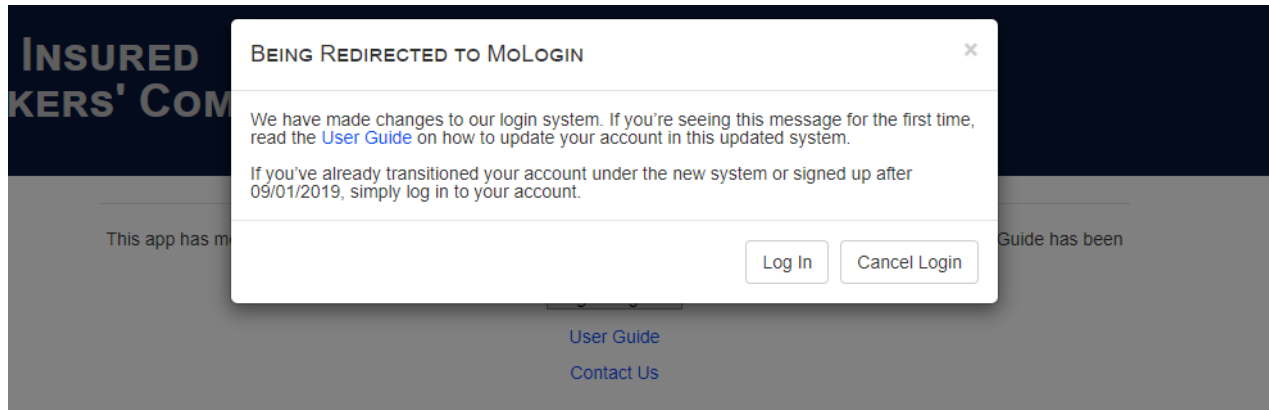 INSURED
KERS' COM
BEING REDIRECTED TO MOLOGIN
×
We have made changes to our login system. If you're seeing this message for the first time,
read the User Guide on how to update your account in this updated system.
If you've already transitioned your account under the new system or signed up after
09/01/2019, simply log in to your account.
This app has m
Guide has been
Log In
Cancel Login
User Guide
Contact Us